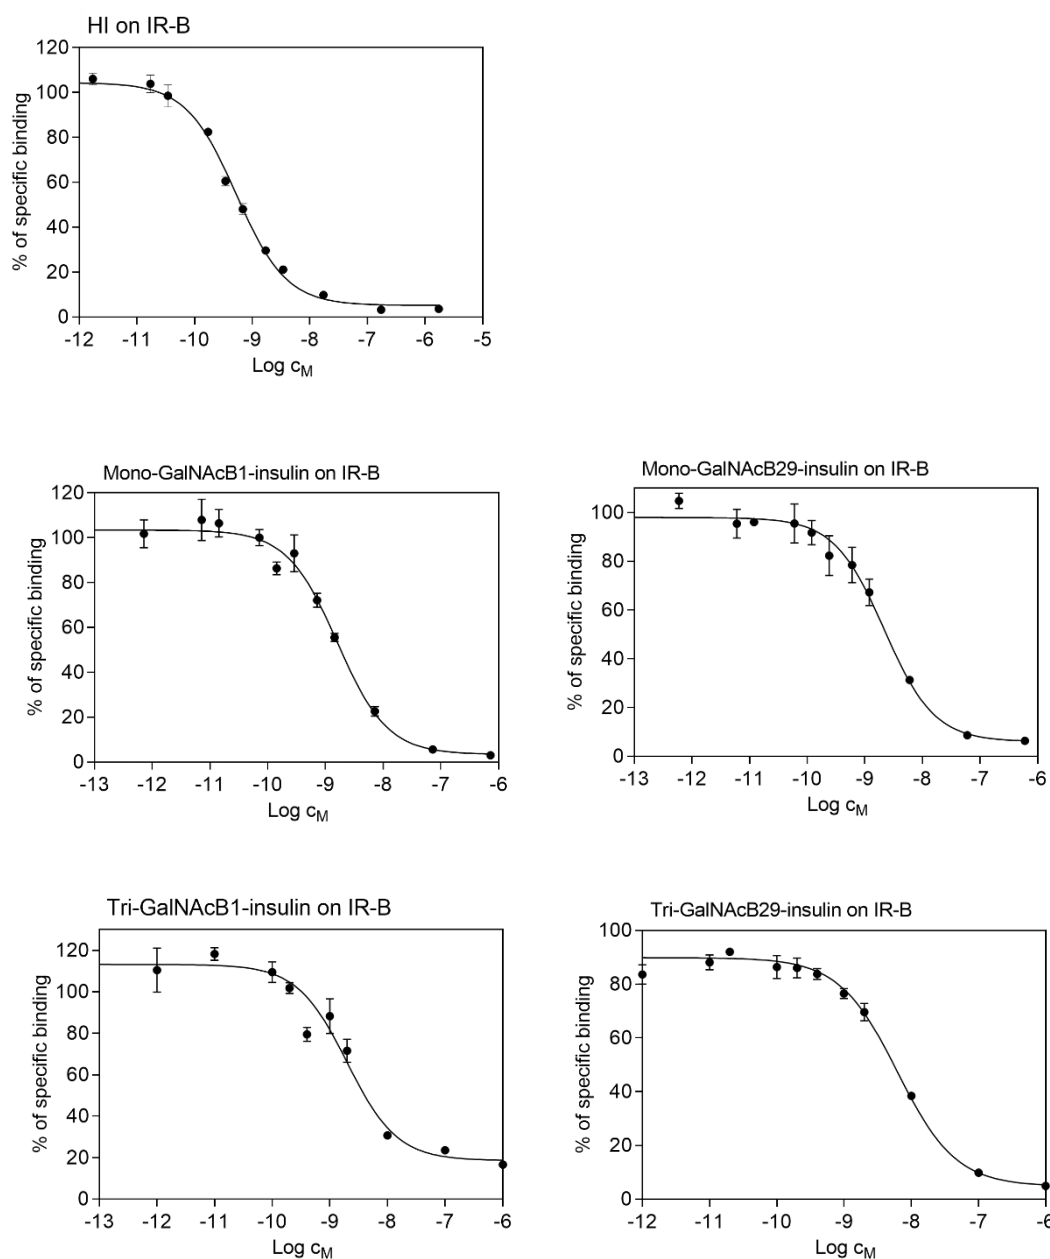 HI on IR-B
% of specific binding
120
100
80
60
40
20
0
-12 -11 -10 -9 -8 -7 -6 -5
Log cM
Mono-GalNAcB1-insulin on IR-B
% of specific binding
120
100
80
60
40
20
0
-13 -12 -11 -10 -9 -8 -7 -6
Log cM
Mono-GalNAcB29-insulin on IR-B
% of specific binding
100
80
60
40
20
0
-13 -12 -11 -10 -9 -8 -7 -6
Log cM
Tri-GalNAcB1-insulin on IR-B
% of specific binding
120
100
80
60
40
20
0
-13 -12 -11 -10 -9 -8 -7 -6
Log cM
Tri-GalNAcB29-insulin on IR-B
% of specific binding
100
80
60
40
20
0
-12 -11 -10 -9 -8 -7 -6
Log cM